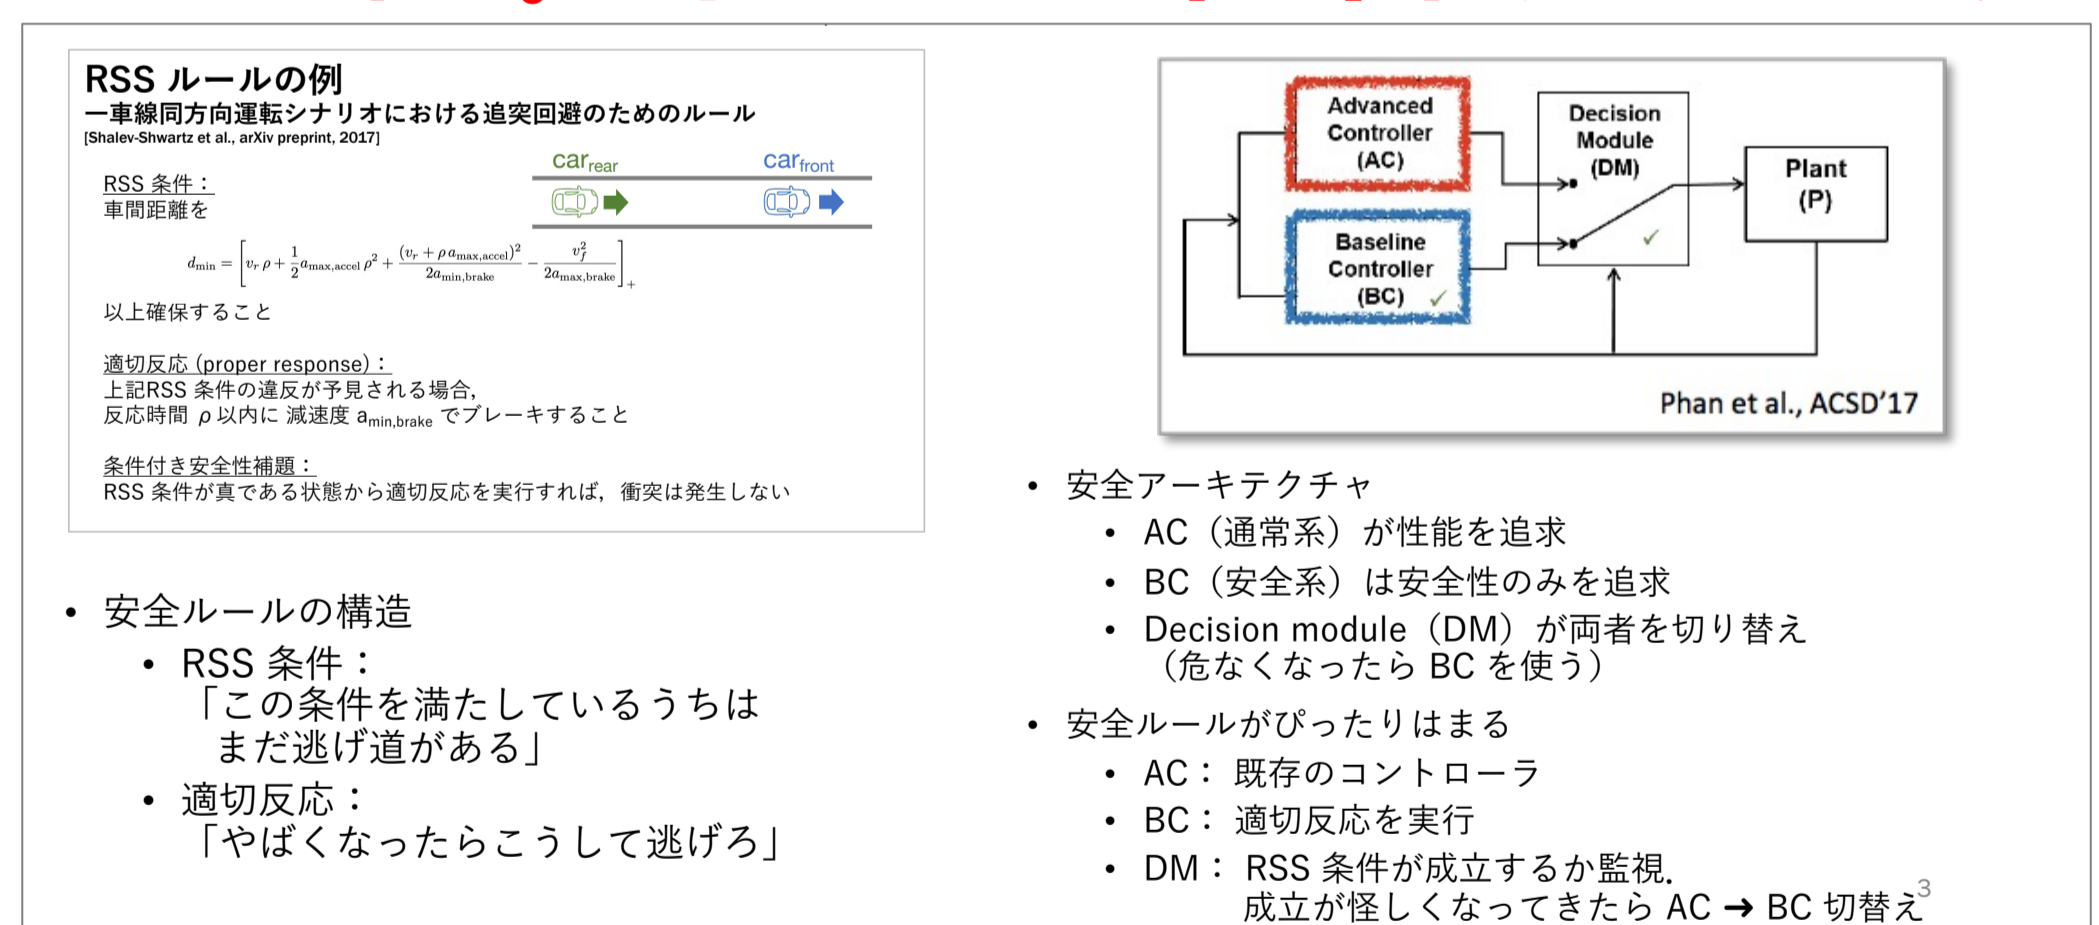 RSS ルールの例
一車線同方向運転シナリオにおける追突回避のためのルール
[Shalev-Shwartz et al., arXiv preprint, 2017]
car_rear
car_front
RSS 条件：
車間距離を
d_min = [v_r ρ + 1/2 a_max,accel ρ^2 + (v_r + ρ a_max,accel)^2 / 2a_min,brake − v_f^2 / 2a_max,brake]_+
以上確保すること
適切反応 (proper response)：
上記RSS 条件の違反が予見される場合,
反応時間 ρ 以内に 減速度 a_min,brake でブレーキすること
条件付き安全性補題：
RSS 条件が真である状態から適切反応を実行すれば，衝突は発生しない
• 安全ルールの構造
• RSS 条件：
「この条件を満たしているうちは
まだ逃げ道がある」
• 適切反応：
「やばくなったらこうして逃げろ」
Advanced
Controller
(AC)
Baseline
Controller
(BC) ✓
Decision
Module
(DM)
✓
Plant
(P)
Phan et al., ACSD'17
• 安全アーキテクチャ
• AC（通常系）が性能を追求
• BC（安全系）は安全性のみを追求
• Decision module（DM）が両者を切り替え
（危なくなったら BC を使う）
• 安全ルールがぴったりはまる
• AC： 既存のコントローラ
• BC： 適切反応を実行
• DM： RSS 条件が成立するか監視．
成立が怪しくなってきたら AC ➜ BC 切替え
3